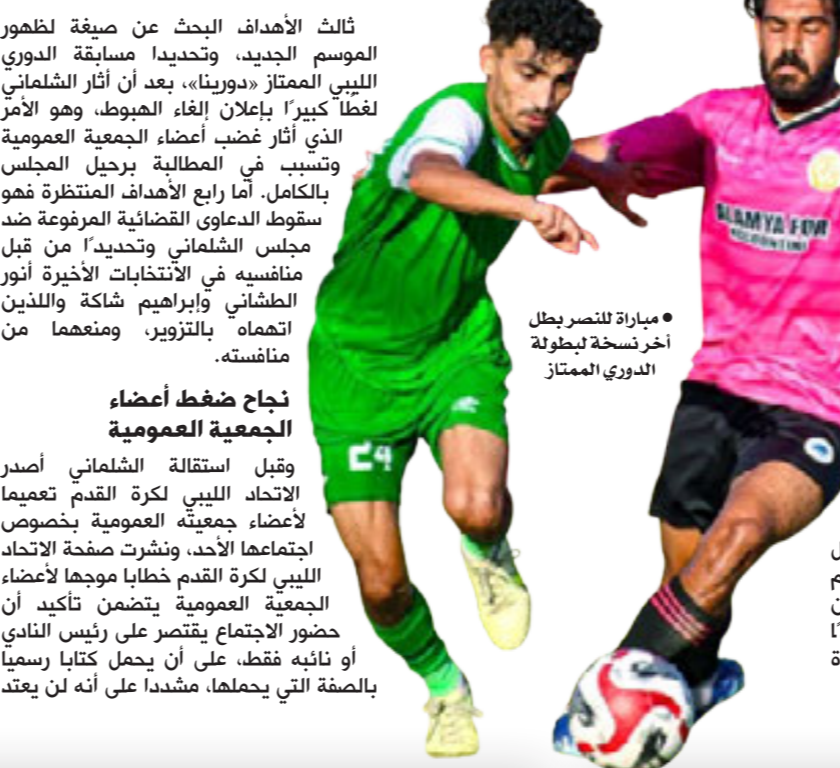 ثالث الأهداف البحث عن صيغة لظهور
الموسم الجديد، وتحديدا مسابقة الدوري
الليبي الممتاز «دورينا»، بعد أن أثار الشلماني
لغطًا كبيرًا بإعلان إلغاء الهبوط، وهو الأمر
الذي أثار غضب أعضاء الجمعية العمومية
وتسبب في المطالبة برحيل المجلس
بالكامل. أما رابع الأهداف المنتظرة فهو
سقوط الدعاوى القضائية المرفوعة ضد
مجلس الشلماني وتحديدًا من قبل
منافسيه في الانتخابات الأخيرة أنور
الطشاني وإبراهيم شاكة واللذين
اتهماه بالتزوير، ومنعهما من
منافسته.
نجاح ضغط أعضاء
الجمعية العمومية
وقبل استقالة الشلماني أصدر
الاتحاد الليبي لكرة القدم تعميما
لأعضاء جمعيته العمومية بخصوص
اجتماعها الأحد، ونشرت صفحة الاتحاد
الليبي لكرة القدم خطابا موجها لأعضاء
الجمعية العمومية يتضمن تأكيد أن
حضور الاجتماع يقتصر على رئيس النادي
أو نائبه فقط، على أن يحمل كتابا رسميا
بالصفة التي يحملها، مشددا على أنه لن يعتد
● مباراة للنصر بطل
أخر نسخة لبطولة
الدوري الممتاز
24